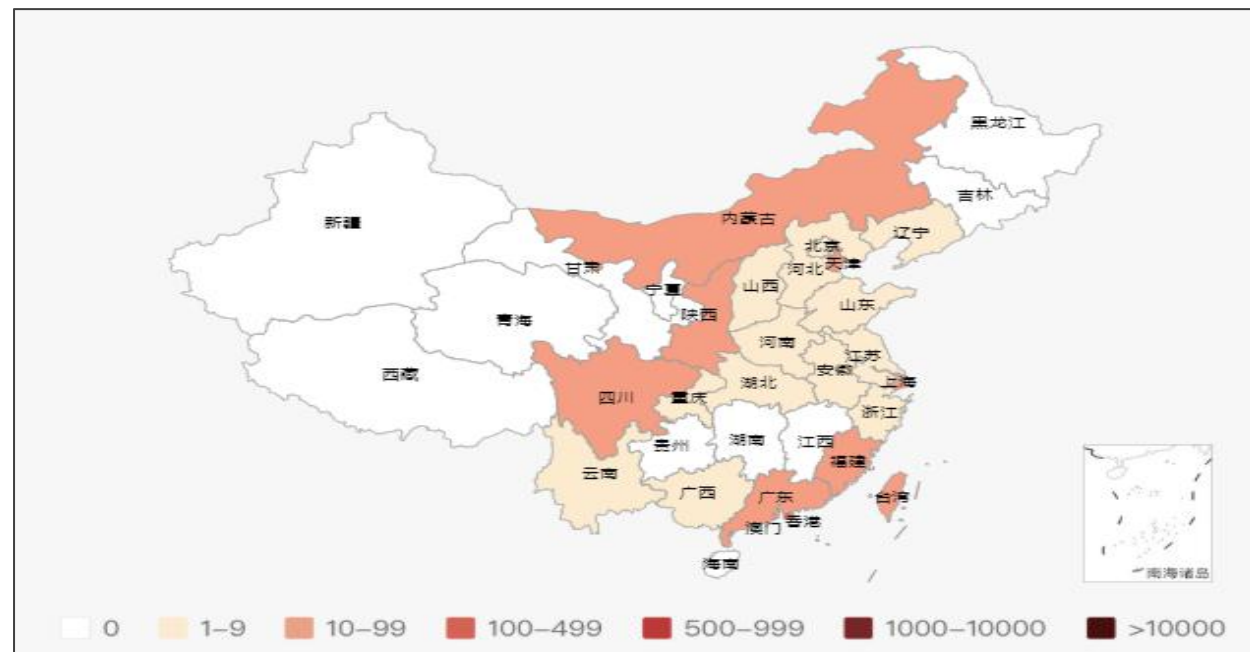 黑龙江
吉林
新疆
内蒙古
辽宁
北京
甘肃
天津
河北
宁夏
山西
山东
陕西
青海
河南
江苏
西藏
安徽
上海
湖北
四川
重庆
浙江
贵州
湖南
江西
福建
云南
广西
广东
台湾
香港
澳门
海南
南海诸岛
0
1–9
10–99
100–499
500–999
1000–10000
>10000